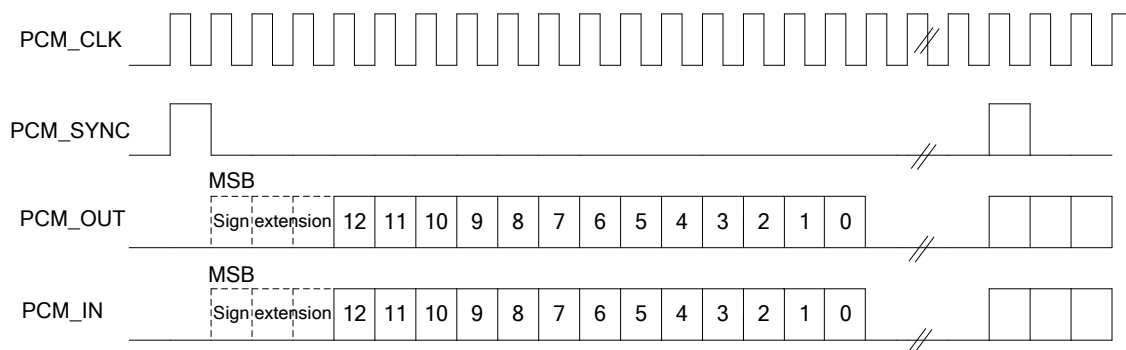 PCM_CLK
PCM_SYNC
MSB
PCM_OUT
Sign extension 12 11 10 9 8 7 6 5 4 3 2 1 0
MSB
PCM_IN
Sign extension 12 11 10 9 8 7 6 5 4 3 2 1 0